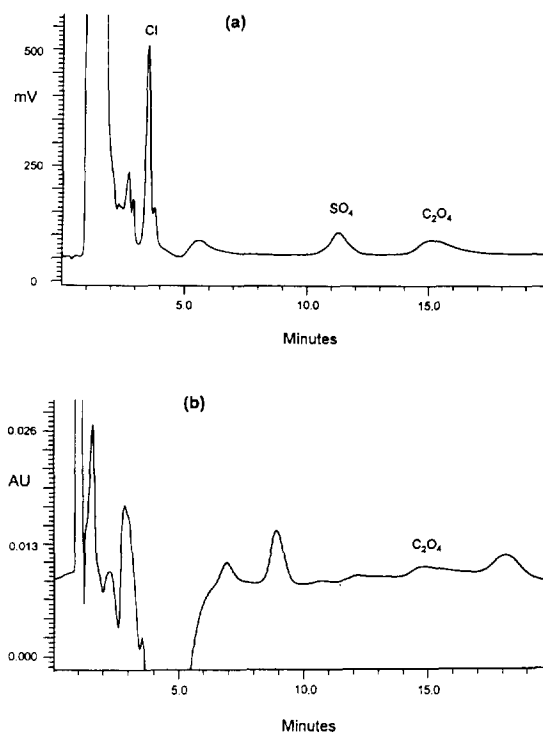 (a)
Cl
500
mV
250
SO₄
C₂O₄
0
5.0
10.0
15.0
Minutes
(b)
0.026
AU
0.013
C₂O₄
0.000
5.0
10.0
15.0
Minutes